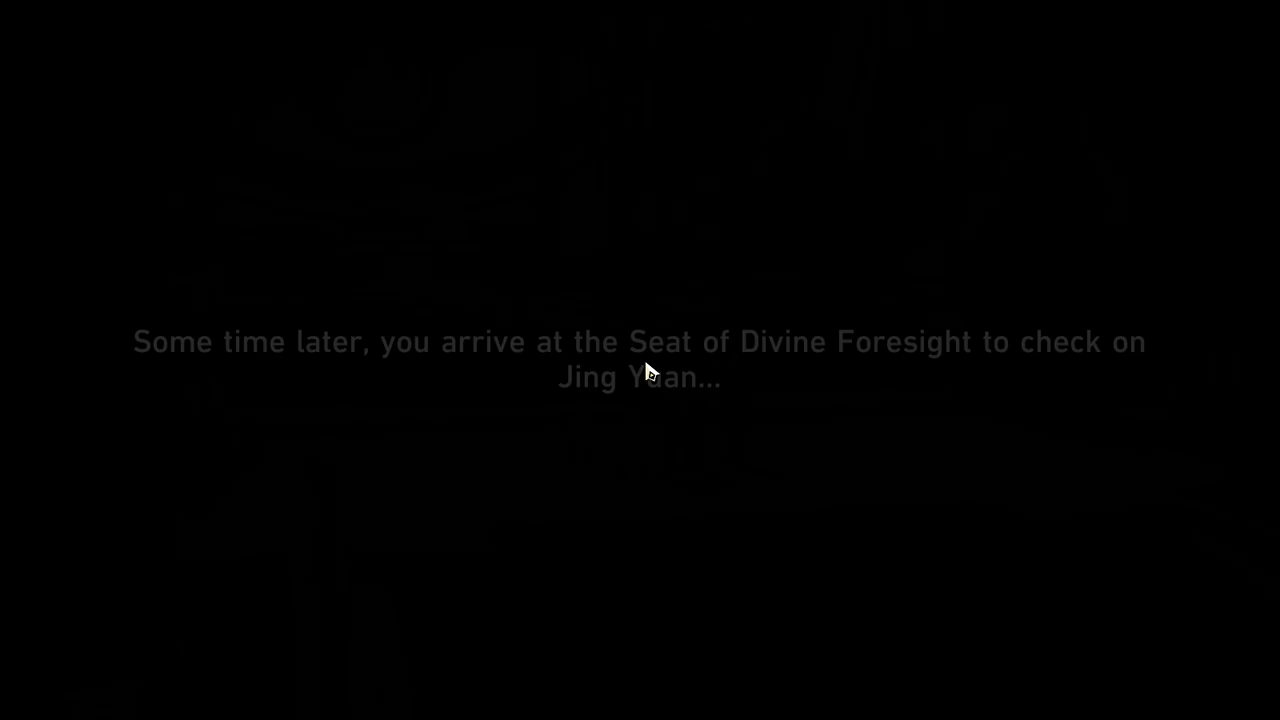 Some time later, you arrive at the Seat of Divine Foresight to check on
Jing Yuan...